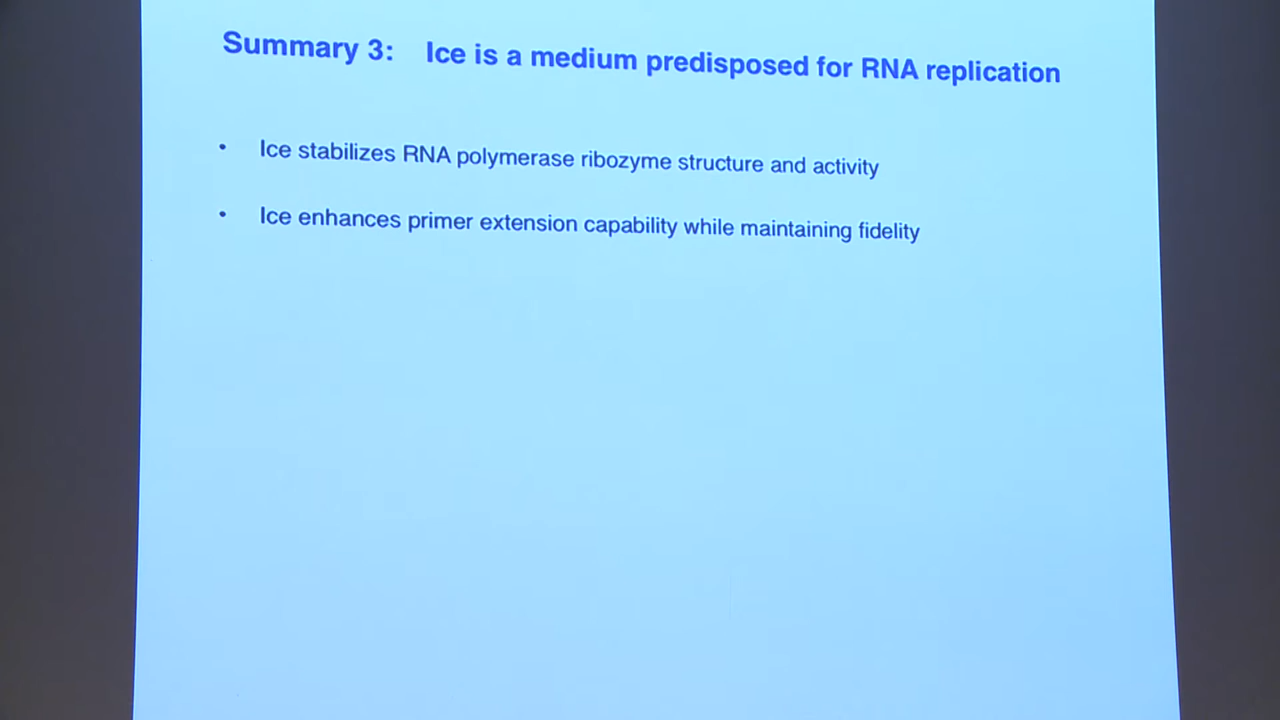 Summary 3: Ice is a medium predisposed for RNA replication
• Ice stabilizes RNA polymerase ribozyme structure and activity
• Ice enhances primer extension capability while maintaining fidelity